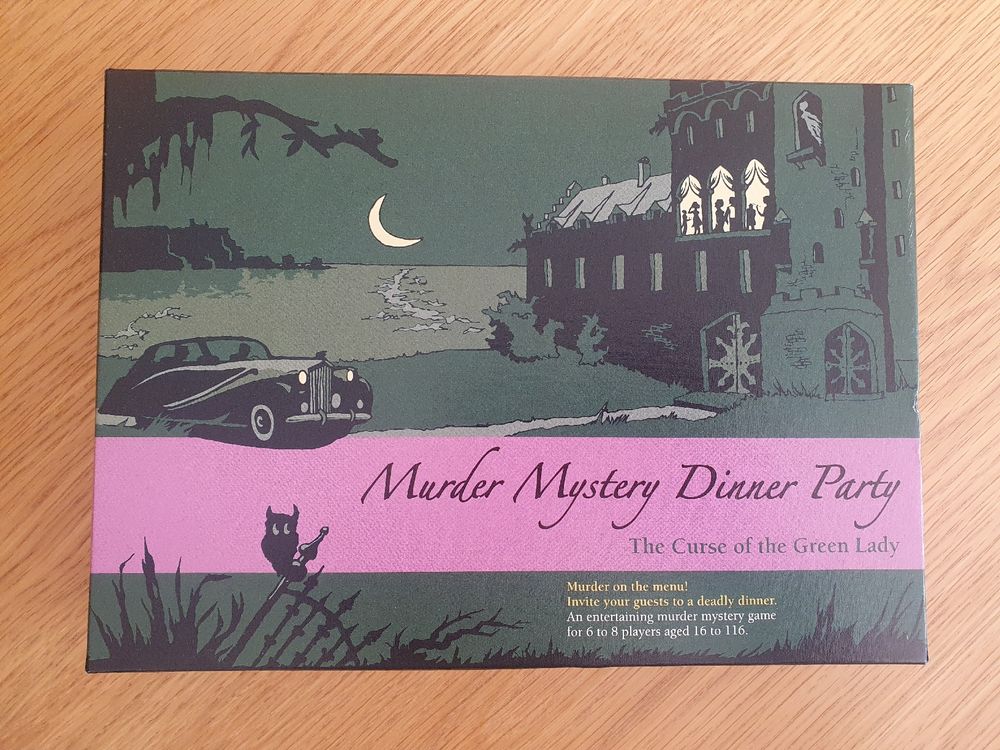 Murder Mystery Dinner Party
The Curse of the Green Lady
Murder on the menu!
Invite your guests to a deadly dinner.
An entertaining murder mystery game
for 6 to 8 players aged 16 to 116.